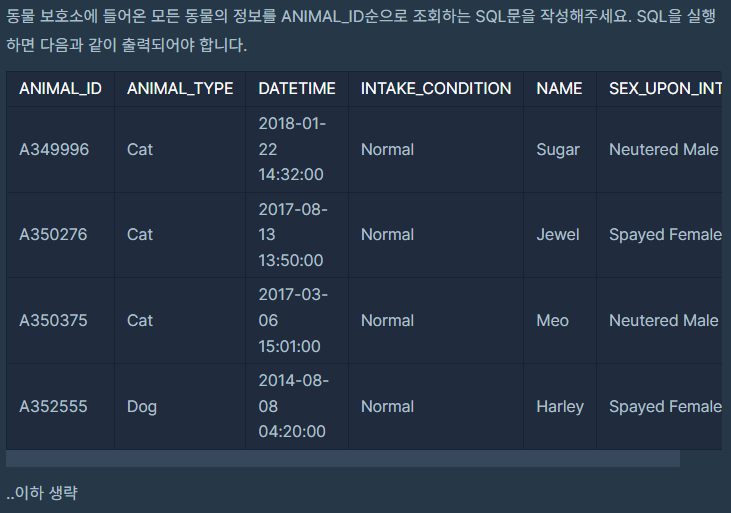 동물 보호소에 들어온 모든 동물의 정보를 ANIMAL_ID순으로 조회하는 SQL문을 작성해주세요. SQL을 실행
하면 다음과 같이 출력되어야 합니다.
ANIMAL_ID ANIMAL_TYPE DATETIME INTAKE_CONDITION NAME SEX_UPON_INT
A349996 Cat 2018-01-22 14:32:00 Normal Sugar Neutered Male
A350276 Cat 2017-08-13 13:50:00 Normal Jewel Spayed Female
A350375 Cat 2017-03-06 15:01:00 Normal Meo Neutered Male
A352555 Dog 2014-08-08 04:20:00 Normal Harley Spayed Female
..이하 생략